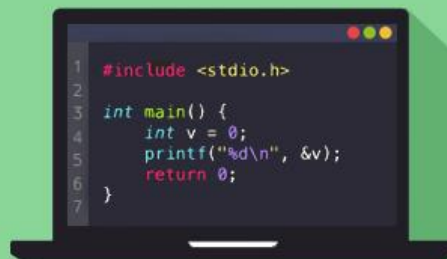 1 #include <stdio.h>
2
3 int main() {
4     int v = 0;
5     printf("%d\n", &v);
6     return 0;
7 }